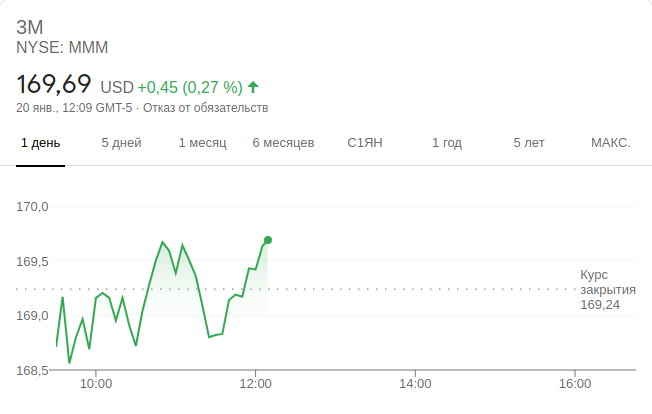 3M
NYSE: MMM
169,69 USD +0,45 (0,27 %)
20 янв., 12:09 GMT-5 · Отказ от обязательств
1 день 5 дней 1 месяц 6 месяцев С1ЯН 1 год 5 лет МАКС.
170,0
169,5
Курс
закрытия
169,24
169,0
168,5
10:00 12:00 14:00 16:00